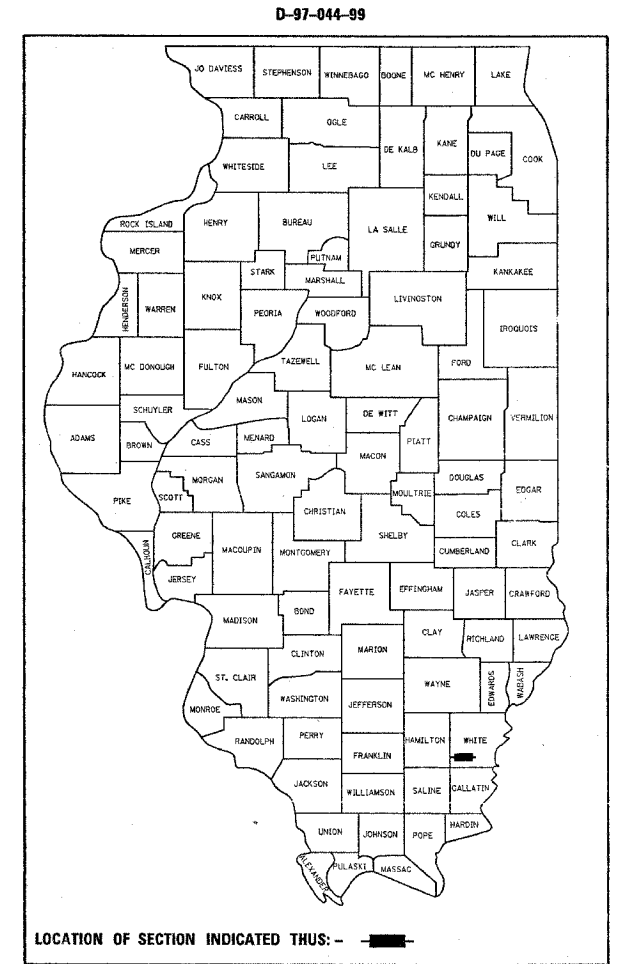 D-97-044-99
JO DAVIESS STEPHENSON WINNEBAGO BOONE MC HENRY LAKE
CARROLL OGLE
DE KALB KANE DU PAGE COOK
WHITESIDE LEE
KENDALL
ROCK ISLAND HENRY BUREAU LA SALLE WILL
GRUNDY
MERCER PUTNAM
STARK MARSHALL KANKAKEE
HENDERSON WARREN KNOX PEORIA WOODFORD LIVINGSTON IROQUOIS
TAZEWELL MC LEAN FORD
HANCOCK MC DONOUGH FULTON
MASON
SCHUYLER LOGAN DE WITT CHAMPAIGN VERMILION
ADAMS BROWN CASS MENARD PIATT
MACON
PIKE SCOTT MORGAN SANGAMON MOULTRIE DOUGLAS EDGAR
CHRISTIAN COLES
CALHOUN GREENE MACOUPIN MONTGOMERY SHELBY CUMBERLAND CLARK
JERSEY FAYETTE EFFINGHAM JASPER CRAWFORD
MADISON BOND
CLAY RICHLAND LAWRENCE
CLINTON MARION
ST. CLAIR WAYNE EDWARDS WABASH
WASHINGTON JEFFERSON
MONROE
RANDOLPH PERRY HAMILTON WHITE
FRANKLIN
JACKSON WILLIAMSON SALINE GALLATIN
UNION JOHNSON POPE HARDIN
ALEXANDER PULASKI MASSAC
LOCATION OF SECTION INDICATED THUS: -